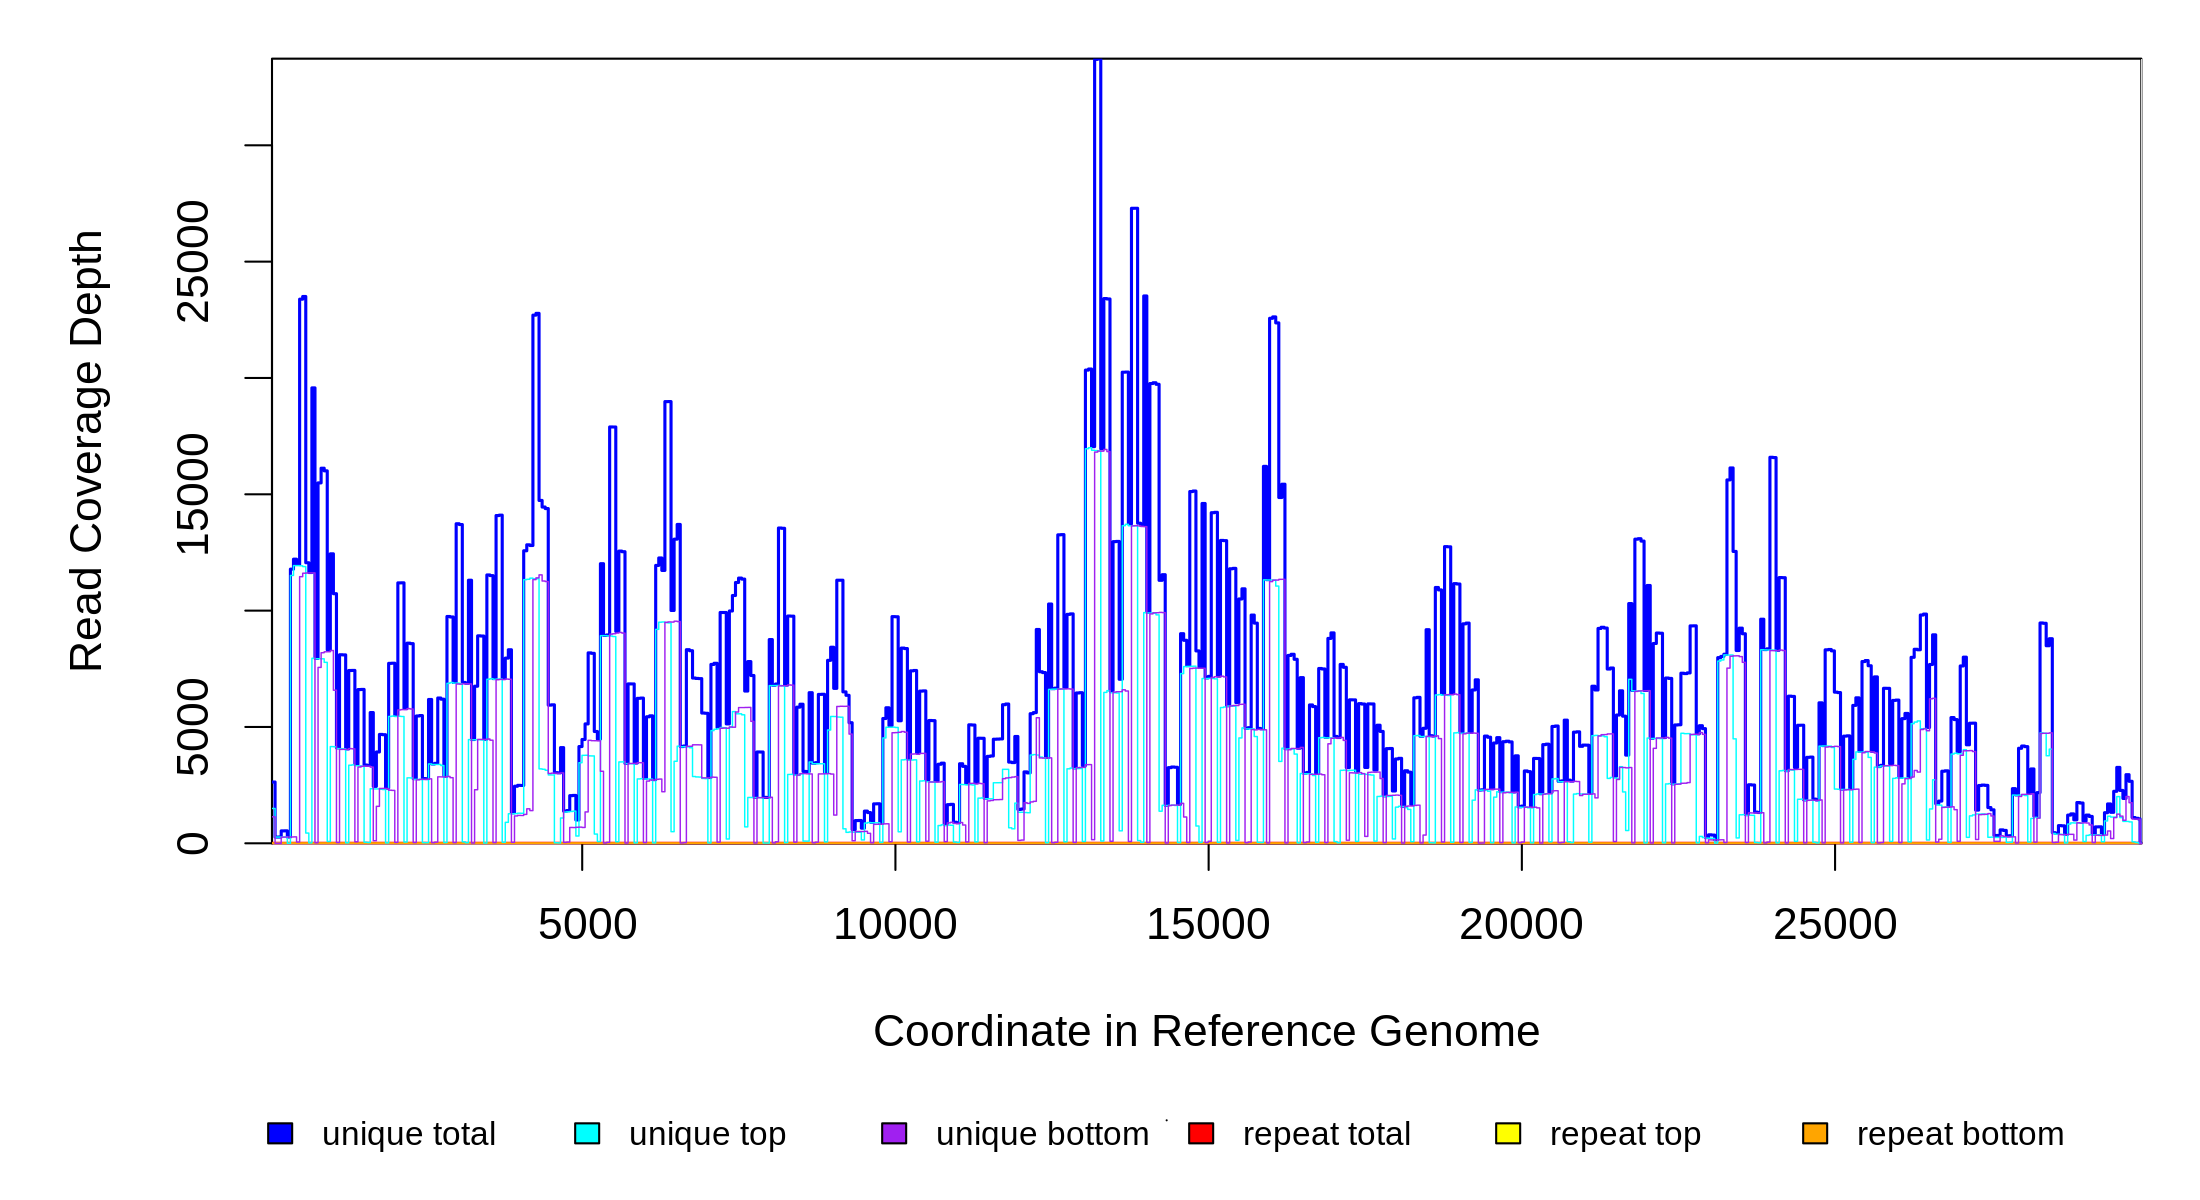 Read Coverage Depth
25000
15000
5000
0
5000 10000 15000 20000 25000
Coordinate in Reference Genome
unique total unique top unique bottom repeat total repeat top repeat bottom